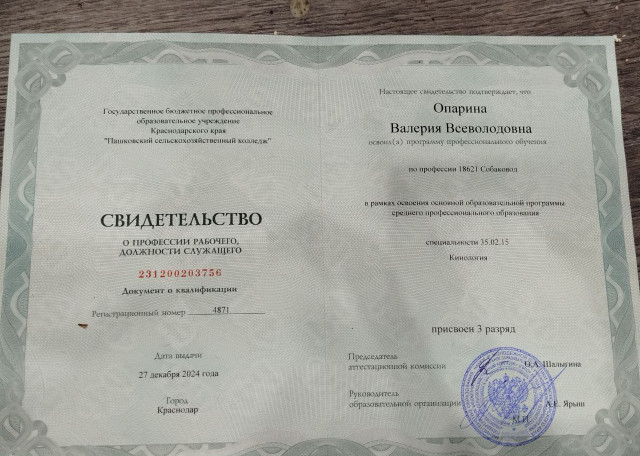 Государственное бюджетное профессиональное
образовательное учреждение
Краснодарского края
"Пашковский сельскохозяйственный колледж"
СВИДЕТЕЛЬСТВО
О ПРОФЕССИИ РАБОЧЕГО,
ДОЛЖНОСТИ СЛУЖАЩЕГО
231200203756
Документ о квалификации
Регистрационный номер 4871
Дата выдачи
27 декабря 2024 года
Город
Краснодар
Настоящее свидетельство подтверждает, что
Опарина
Валерия Всеволодовна
освоил(а) программу профессионального обучения
по профессии 18621 Собаковод
в рамках освоения основной образовательной программы
среднего профессионального образования
специальности 35.02.15
Кинология
присвоен 3 разряд
Председатель
аттестационной комиссии О.А. Шалыгина
Руководитель
образовательной организации А.Е. Ярыш
М.П.